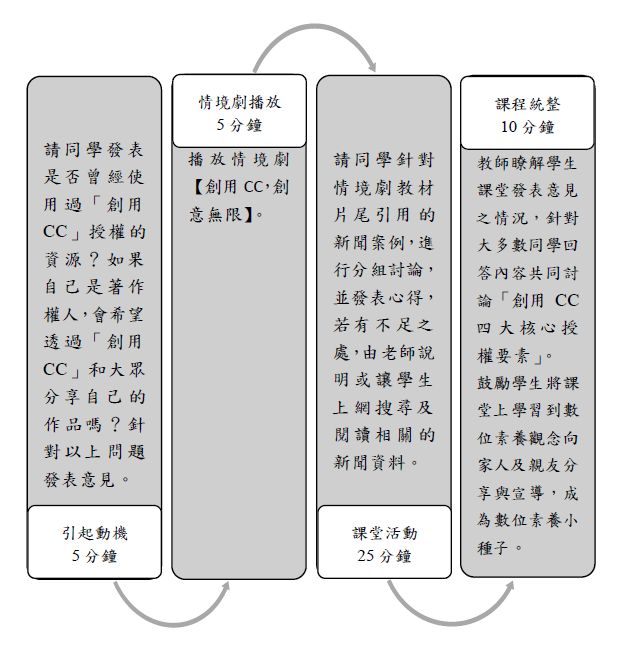 請同學發表
是否曾經使
用過「創用
CC」授權的
資源？如果
自己是著作
權人，會希望
透過「創用
CC」和大眾
分享自己的
作品嗎？針
對以上問題
發表意見。
引起動機
5 分鐘
情境劇播放
5 分鐘
播放情境劇
【創用 CC，創
意無限】。
請同學針對
情境劇教材
片尾引用的
新聞案例，進
行分組討論，
並發表心得，
若有不足之
處，由老師說
明或讓學生
上網搜尋及
閱讀相關的
新聞資料。
課堂活動
25 分鐘
課程統整
10 分鐘
教師瞭解學生
課堂發表意見
之情況，針對
大多數同學回
答內容共同討
論「創用 CC
四大核心授
權要素」。
鼓勵學生將課
堂上學習到數
位素養觀念向
家人及親友分
享與宣導，成
為數位素養小
種子。